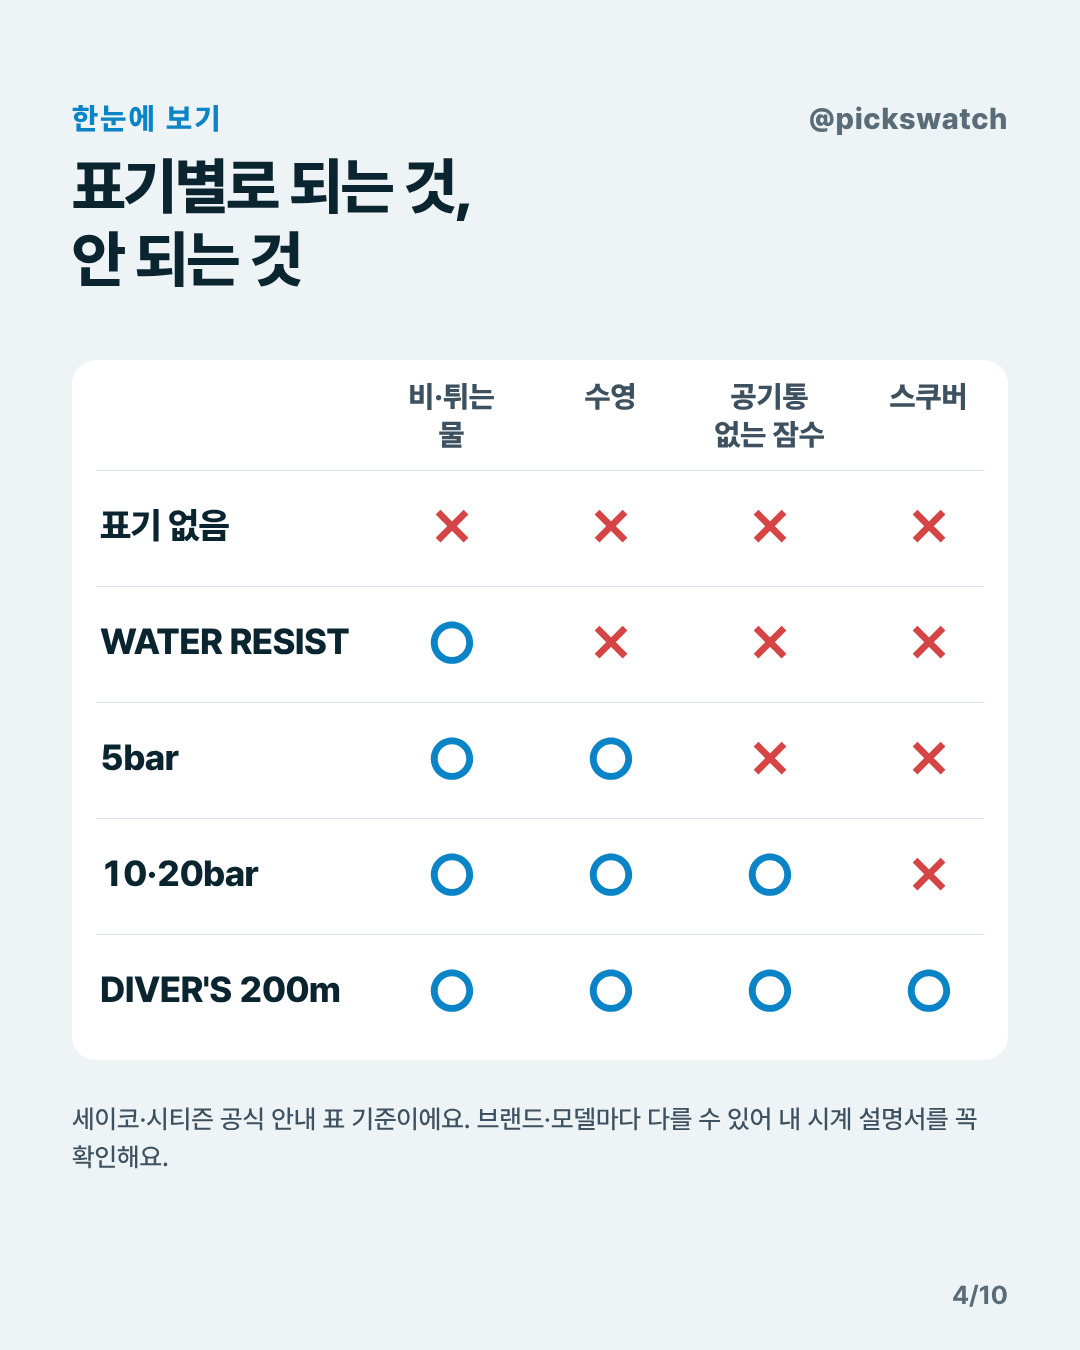 한눈에 보기
@pickswatch
표기별로 되는 것,
안 되는 것
비·튀는 물
수영
공기통 없는 잠수
스쿠버
표기 없음 ✕ ✕ ✕ ✕
WATER RESIST ○ ✕ ✕ ✕
5bar ○ ○ ✕ ✕
10·20bar ○ ○ ○ ✕
DIVER'S 200m ○ ○ ○ ○
세이코·시티즌 공식 안내 표 기준이에요. 브랜드·모델마다 다를 수 있어 내 시계 설명서를 꼭
확인해요.
4/10